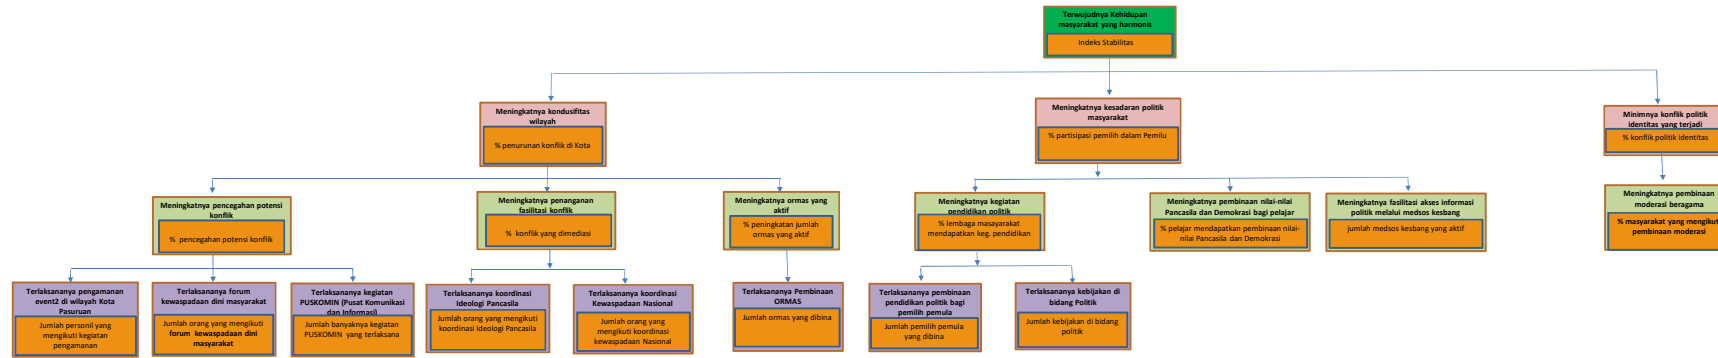 Terwujudnya Kehidupan
masyarakat yang harmonis
Indeks Stabilitas
Meningkatnya kondusifitas
wilayah
% penurunan konflik di Kota
Meningkatnya kesadaran politik
masyarakat
% partisipasi pemilih dalam Pemilu
Minimnya konflik politik
identitas yang terjadi
% konflik politik identitas
Meningkatnya pencegahan potensi
konflik
% pencegahan potensi konflik
Meningkatnya penanganan
fasilitasi konflik
% konflik yang dimediasi
Meningkatnya ormas yang
aktif
% peningkatan jumlah
ormas yang aktif
Meningkatnya kegiatan
pendidikan politik
% lembaga masayarakat
mendapatkan keg. pendidikan
Meningkatnya pembinaan nilai-nilai
Pancasila dan Demokrasi bagi pelajar
% pelajar mendapatkan pembinaan nilai-
nilai Pancasila dan Demokrasi
Meningkatnya fasilitasi akses informasi
politik melalui medsos kesbang
jumlah medsos kesbang yang aktif
Meningkatnya pembinaan
moderasi beragama
% masyarakat yang mengikut
pembinaan moderasi
Terlaksananya pengamanan
event2 di wilayah Kota
Pasuruan
Jumlah personil yang
mengikuti kegiatan
pengamanan
Terlaksananya forum
kewaspadaan dini masyarakat
Jumlah orang yang mengikuti
forum kewaspadaan dini
masyarakat
Terlaksananya kegiatan
PUSKOMIN (Pusat Komunikasi
dan Informasi)
Jumlah banyaknya kegiatan
PUSKOMIN yang terlaksana
Terlaksananya koordinasi
Ideologi Pancasila
Jumlah orang yang mengikuti
koordinasi Ideologi Pancasila
Terlaksananya koordinasi
Kewaspadaan Nasional
Jumlah orang yang
mengikuti koordinasi
kewaspadaan Nasional
Terlaksananya Pembinaan
ORMAS
Jumlah ormas yang dibina
Terlaksananya pembinaan
pendidikan politik bagi
pemilih pemula
Jumlah pemilih pemula
yang dibina
Terlaksananya kebijakan di
bidang Politik
Jumlah kebijakan di bidang
politik